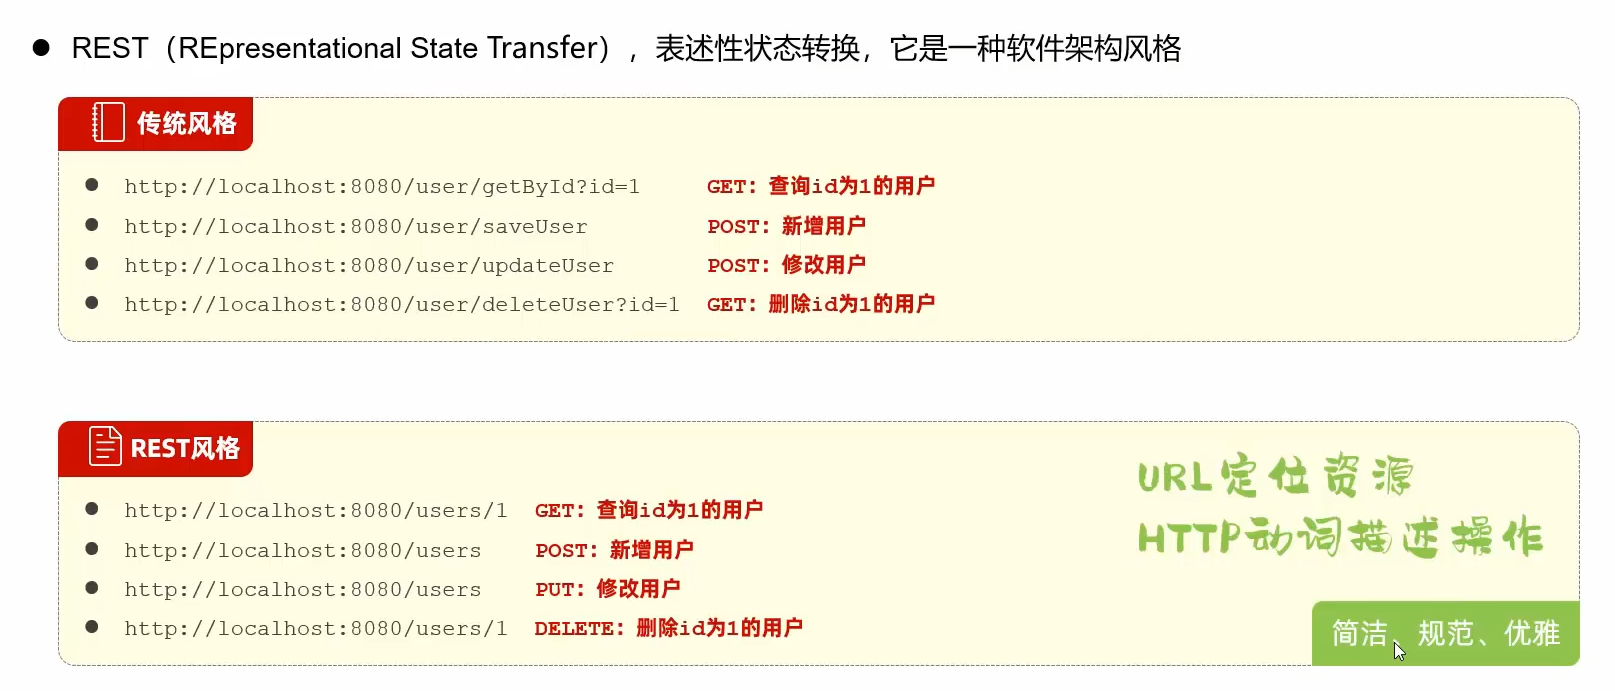 REST（REpresentational State Transfer），表述性状态转换，它是一种软件架构风格
传统风格
http://localhost:8080/user/getById?id=1 GET：查询id为1的用户
http://localhost:8080/user/saveUser POST：新增用户
http://localhost:8080/user/updateUser POST：修改用户
http://localhost:8080/user/deleteUser?id=1 GET：删除id为1的用户
REST风格
URL定位资源
HTTP动词描述操作
http://localhost:8080/users/1 GET：查询id为1的用户
http://localhost:8080/users POST：新增用户
http://localhost:8080/users PUT：修改用户
http://localhost:8080/users/1 DELETE：删除id为1的用户
简洁、规范、优雅